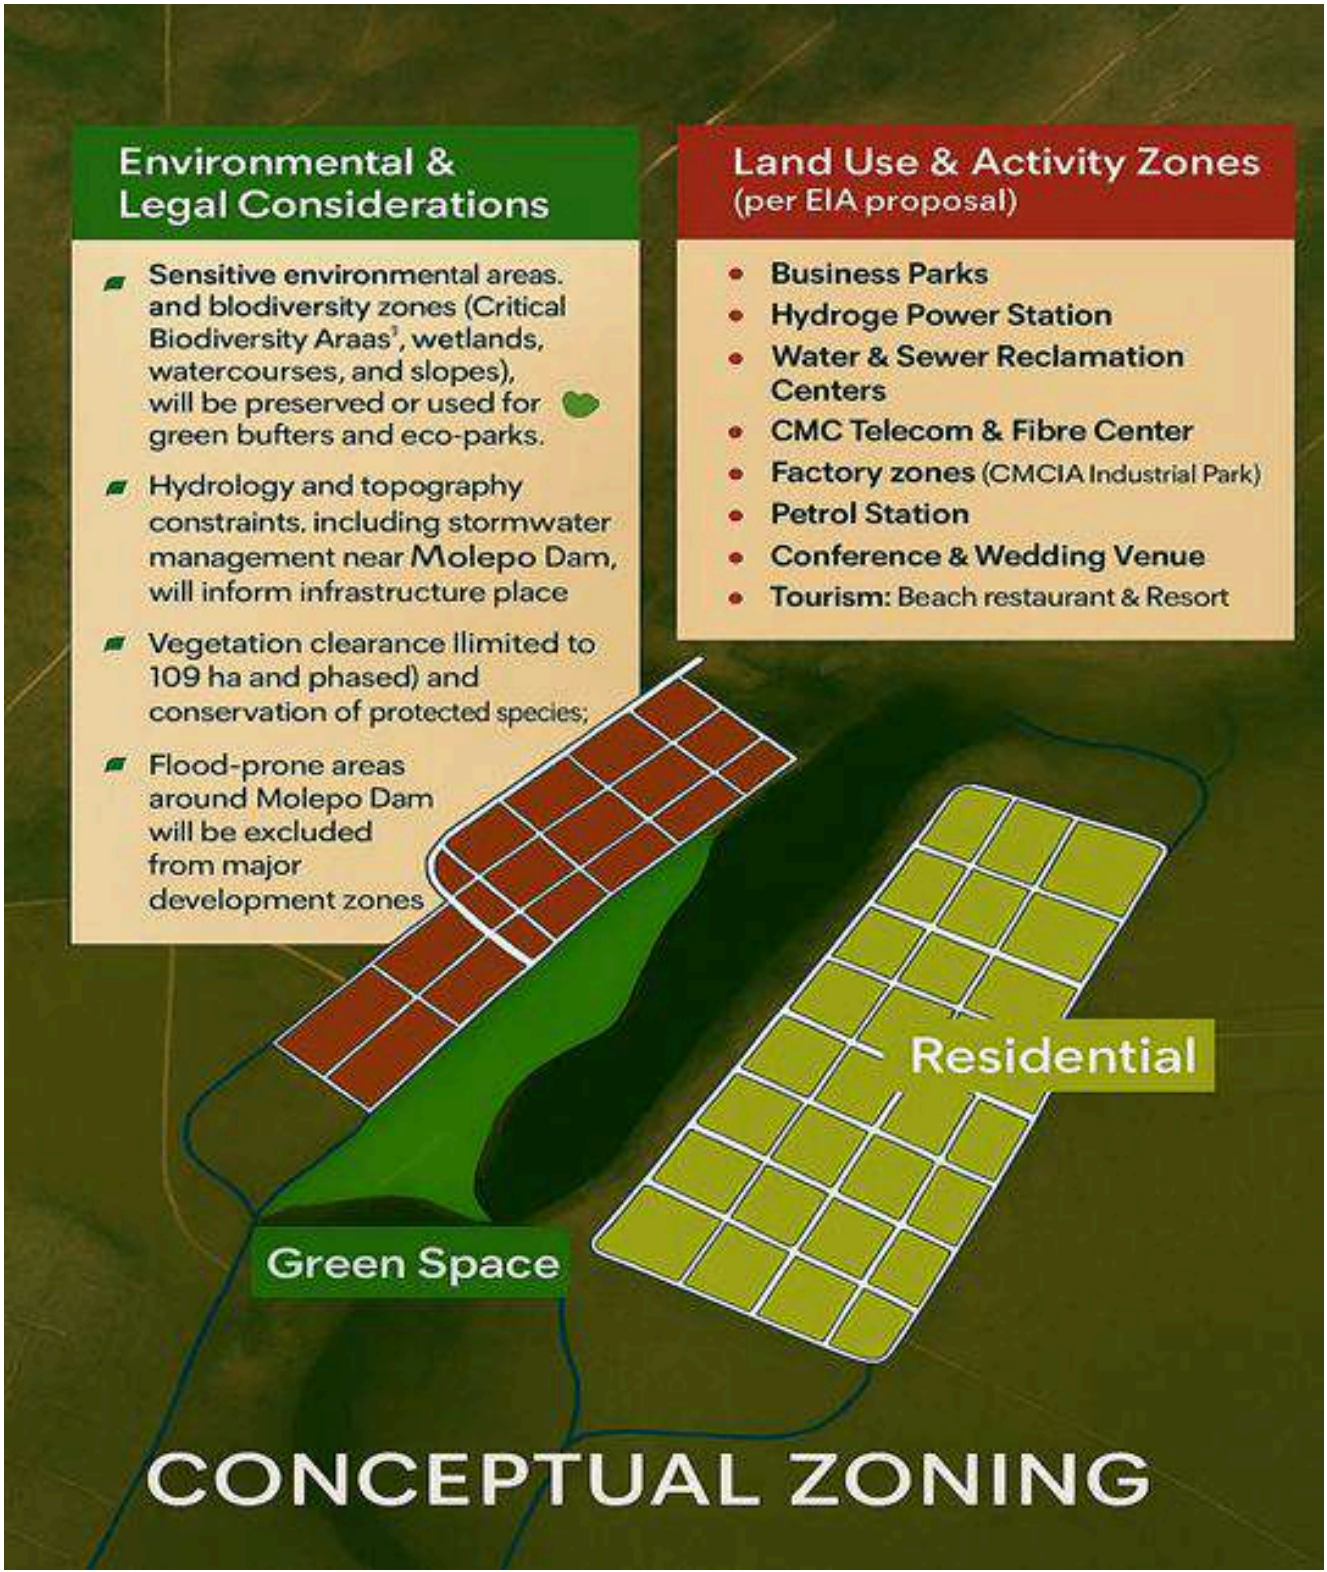 Environmental &
Legal Considerations
Sensitive environmental areas.
and blodiversity zones (Critical
Biodiversity Araas¹, wetlands,
watercourses, and slopes),
will be preserved or used for
green bufters and eco-parks.
Hydrology and topography
constraints. including stormwater
management near Molepo Dam,
will inform infrastructure place
Vegetation clearance llimited to
109 ha and phased) and
conservation of protected species;
Flood-prone areas
around Molepo Dam
will be excluded
from major
development zones
Land Use & Activity Zones
(per EIA proposal)
Business Parks
Hydroge Power Station
Water & Sewer Reclamation
Centers
CMC Telecom & Fibre Center
Factory zones (CMCIA Industrial Park)
Petrol Station
Conference & Wedding Venue
Tourism: Beach restaurant & Resort
Residential
Green Space
CONCEPTUAL ZONING